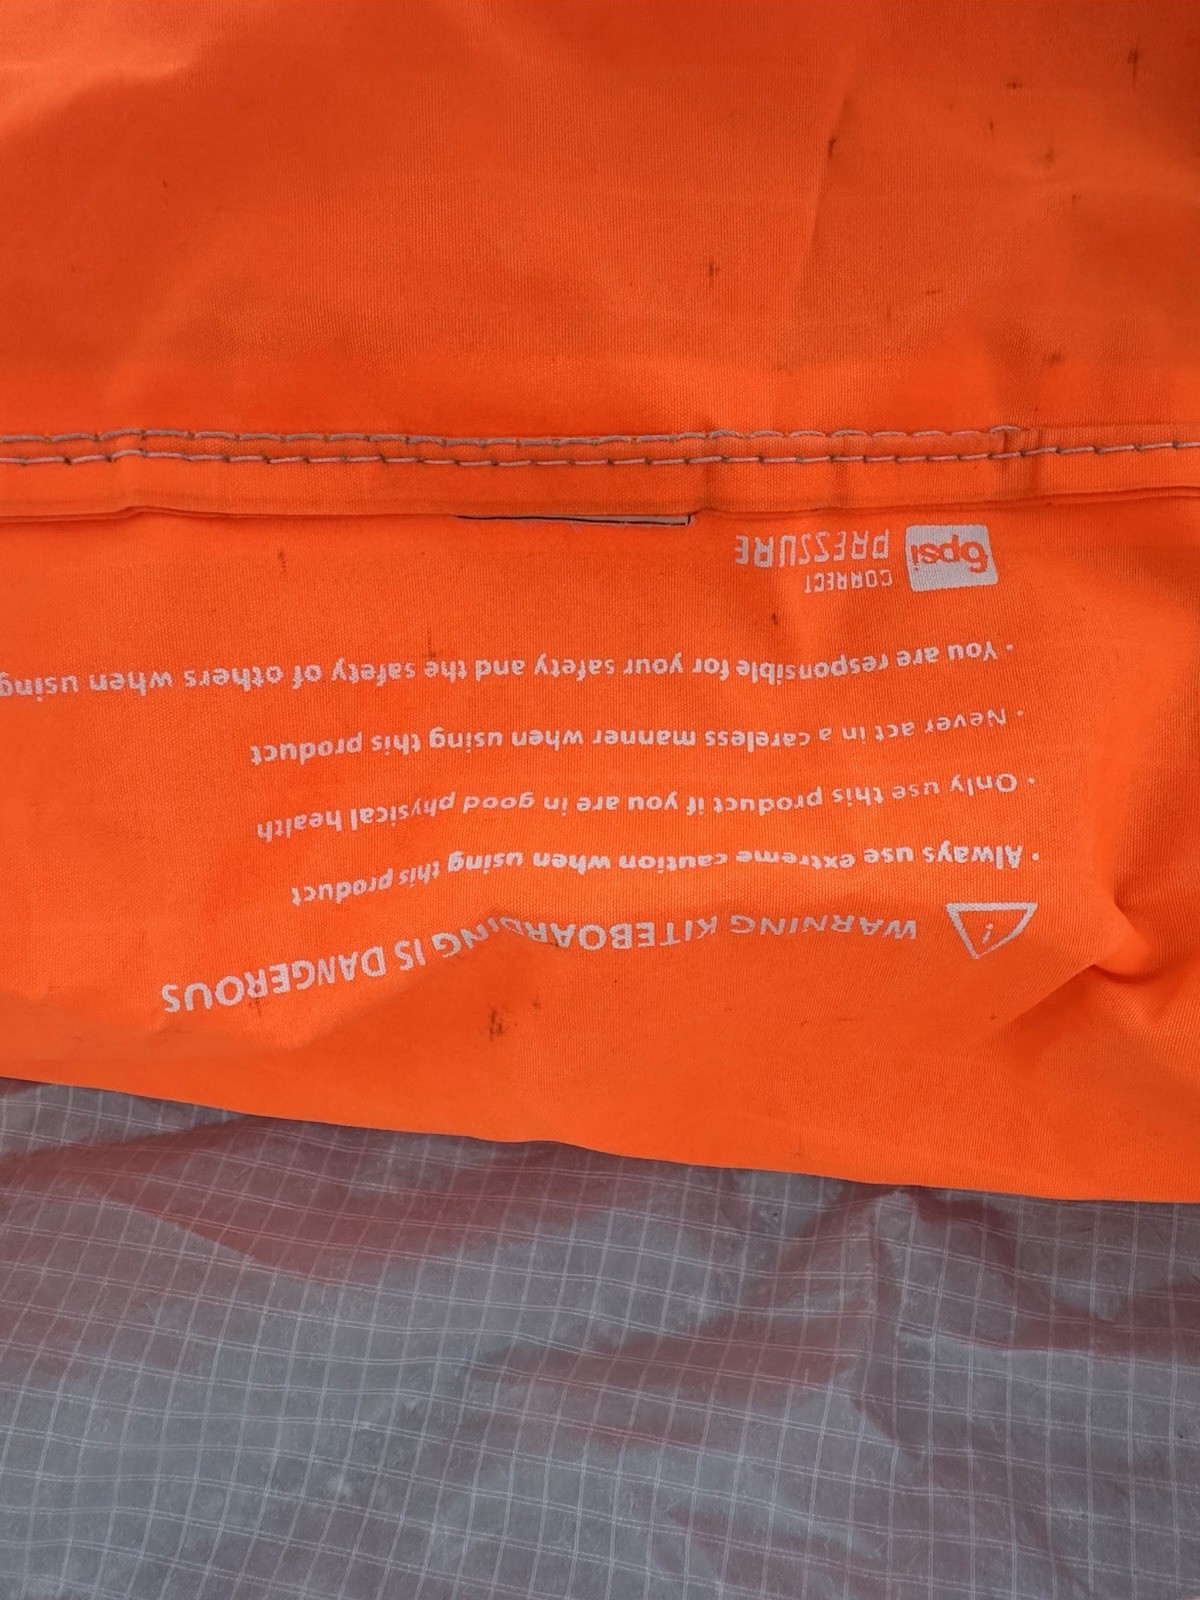 WARNING KITEBOARDING IS DANGEROUS
· Always use extreme caution when using this product
· Only use this product if you are in good physical health
· Never act in a careless manner when using this product
· You are responsible for your safety and the safety of others when using
6psi CORRECT
PRESSURE